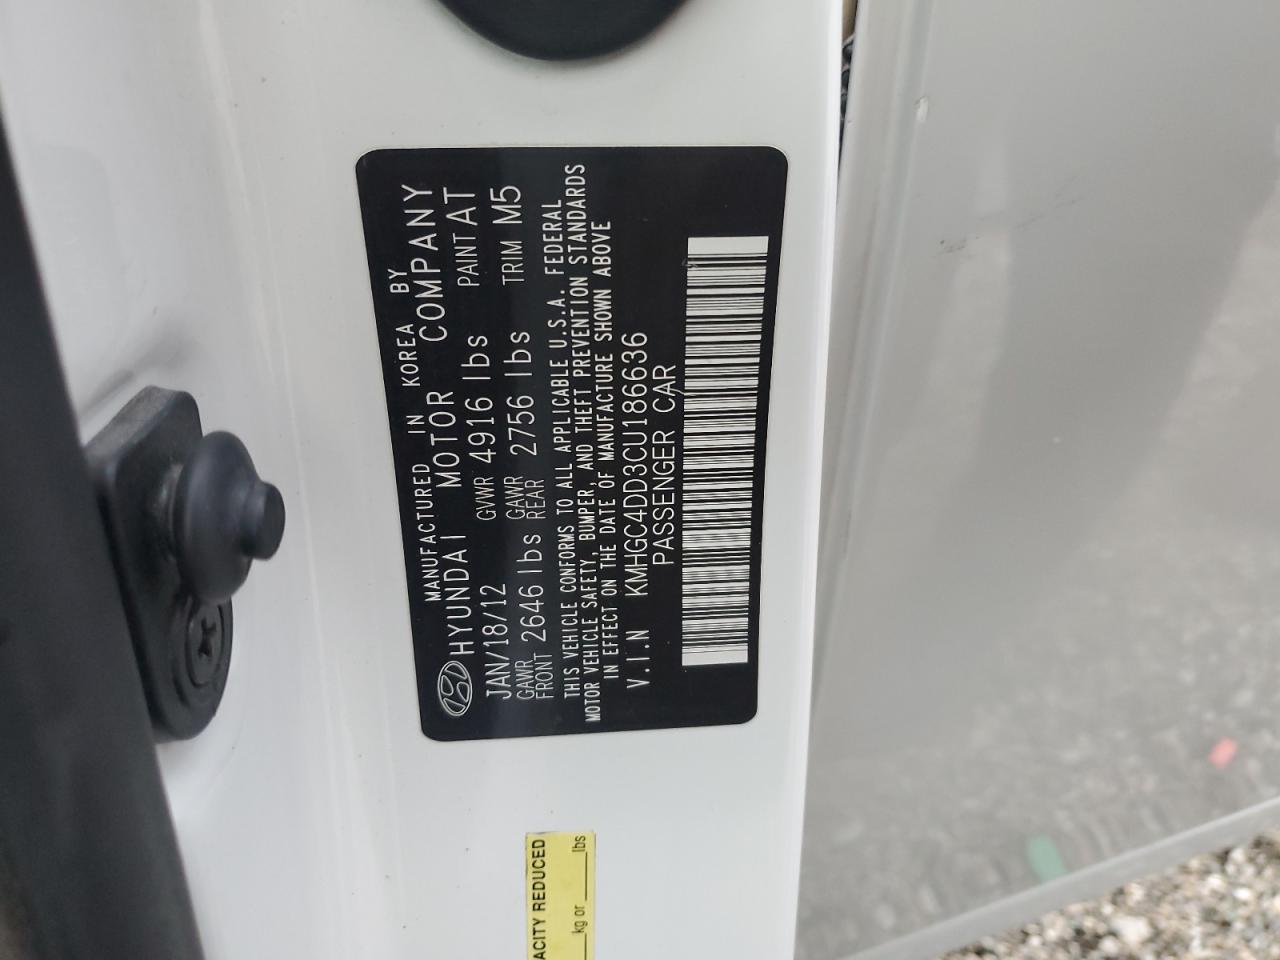 MANUFACTURED IN KOREA BY
HYUNDAI MOTOR COMPANY
JAN/18/12 GVWR 4916 lbs PAINT AT
GAWR FRONT 2646 lbs GAWR REAR 2756 lbs TRIM M5
THIS VEHICLE CONFORMS TO ALL APPLICABLE U.S.A. FEDERAL
MOTOR VEHICLE SAFETY, BUMPER, AND THEFT PREVENTION STANDARDS
IN EFFECT ON THE DATE OF MANUFACTURE SHOWN ABOVE
V.I.N KMHGC4DD3CU186636
PASSENGER CAR
ACITY REDUCED
____kg or ____lbs